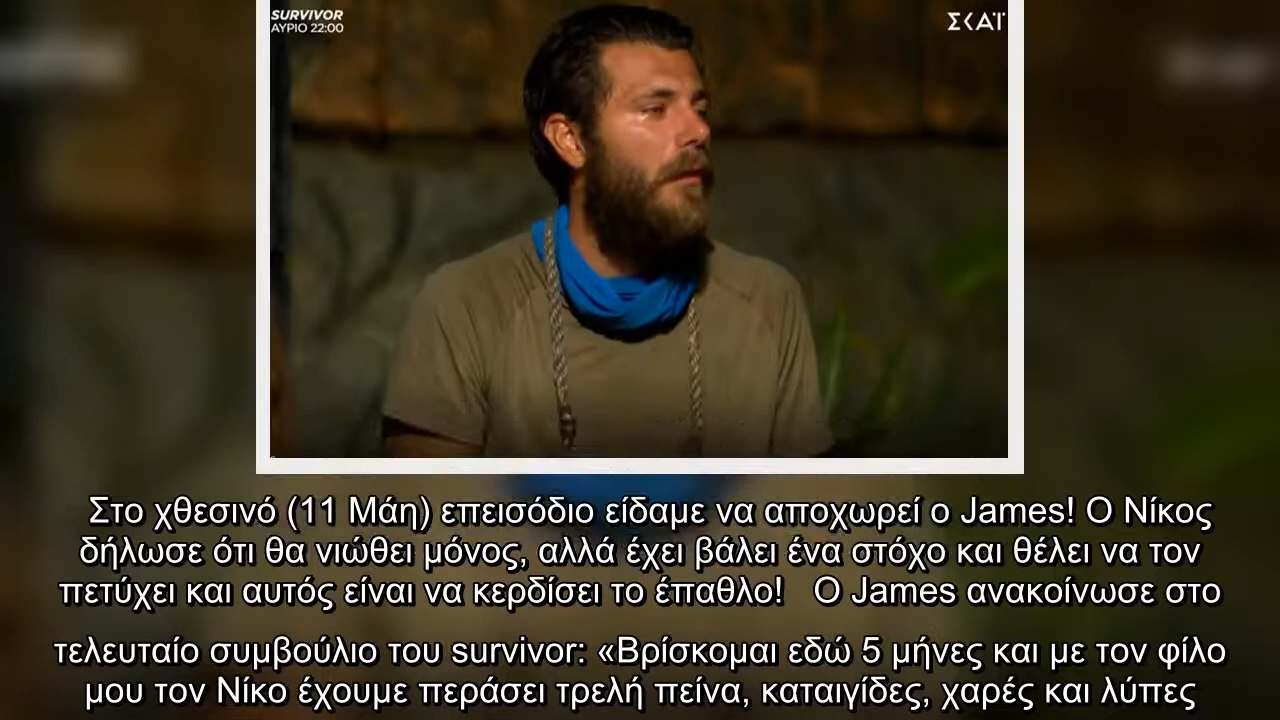 SURVIVOR
ΑΥΡΙΟ 22:00
ΣΚΑΪ
Στο χθεσινό (11 Μάη) επεισόδιο είδαμε να αποχωρεί ο James! Ο Νίκος
δήλωσε ότι θα νιώθει μόνος, αλλά έχει βάλει ένα στόχο και θέλει να τον
πετύχει και αυτός είναι να κερδίσει το έπαθλο! Ο James ανακοίνωσε στο
τελευταίο συμβούλιο του survivor: «Βρίσκομαι εδώ 5 μήνες και με τον φίλο
μου τον Νίκο έχουμε περάσει τρελή πείνα, καταιγίδες, χαρές και λύπες